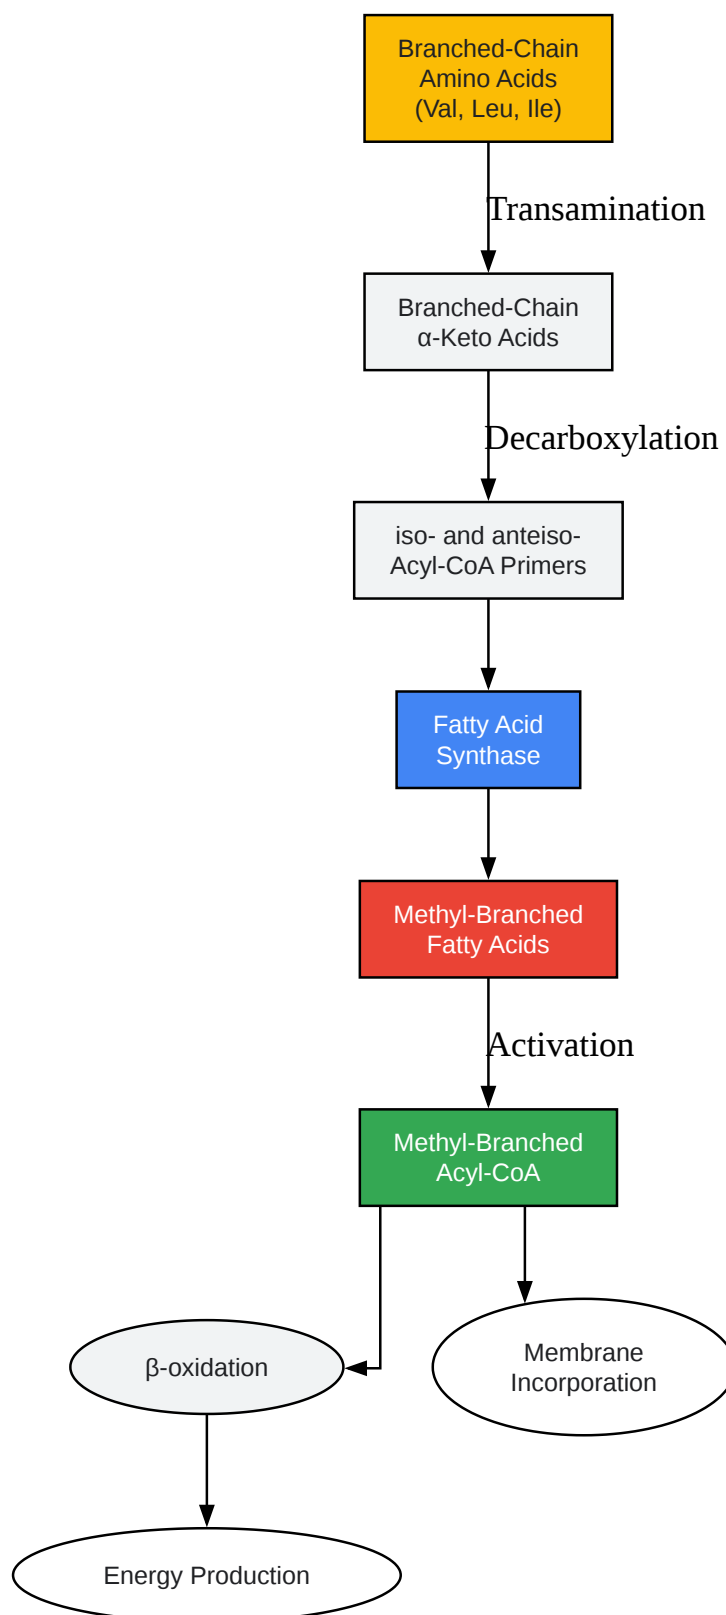 Branched-Chain
Amino Acids
(Val, Leu, Ile)
Transamination
Branched-Chain
α-Keto Acids
Decarboxylation
iso- and anteiso-
Acyl-CoA Primers
Fatty Acid
Synthase
Methyl-Branched
Fatty Acids
Activation
Methyl-Branched
Acyl-CoA
β-oxidation
Membrane
Incorporation
Energy Production